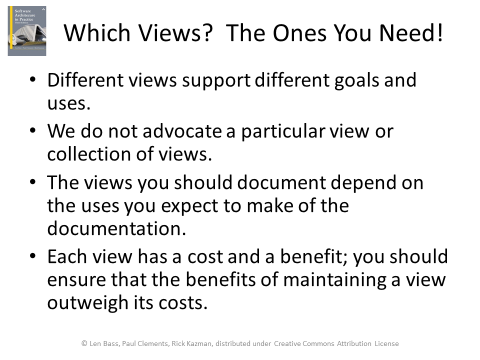 Software
Architecture
in Practice
Which Views? The Ones You Need!
• Different views support different goals and
uses.
• We do not advocate a particular view or
collection of views.
• The views you should document depend on
the uses you expect to make of the
documentation.
• Each view has a cost and a benefit; you should
ensure that the benefits of maintaining a view
outweigh its costs.
© Len Bass, Paul Clements, Rick Kazman, distributed under Creative Commons Attribution License